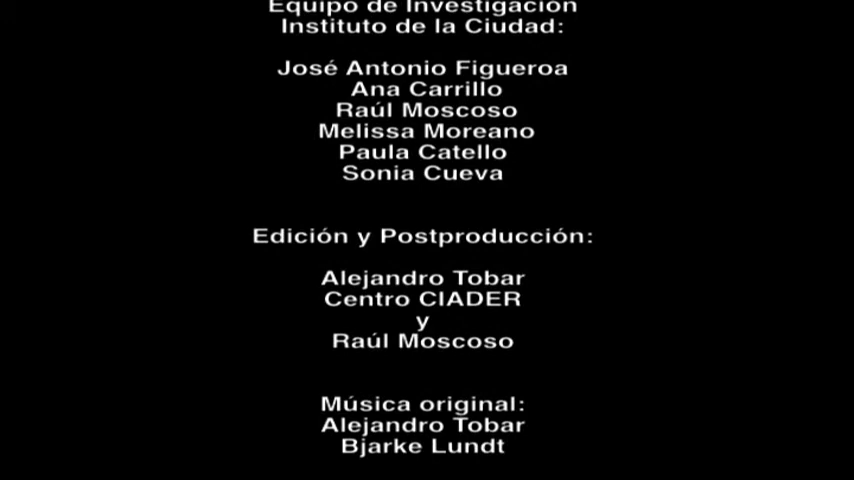 Equipo de Investigación
Instituto de la Ciudad:
José Antonio Figueroa
Ana Carrillo
Raúl Moscoso
Melissa Moreano
Paula Catello
Sonia Cueva
Edición y Postproducción:
Alejandro Tobar
Centro CIADER
y
Raúl Moscoso
Música original:
Alejandro Tobar
Bjarke Lundt